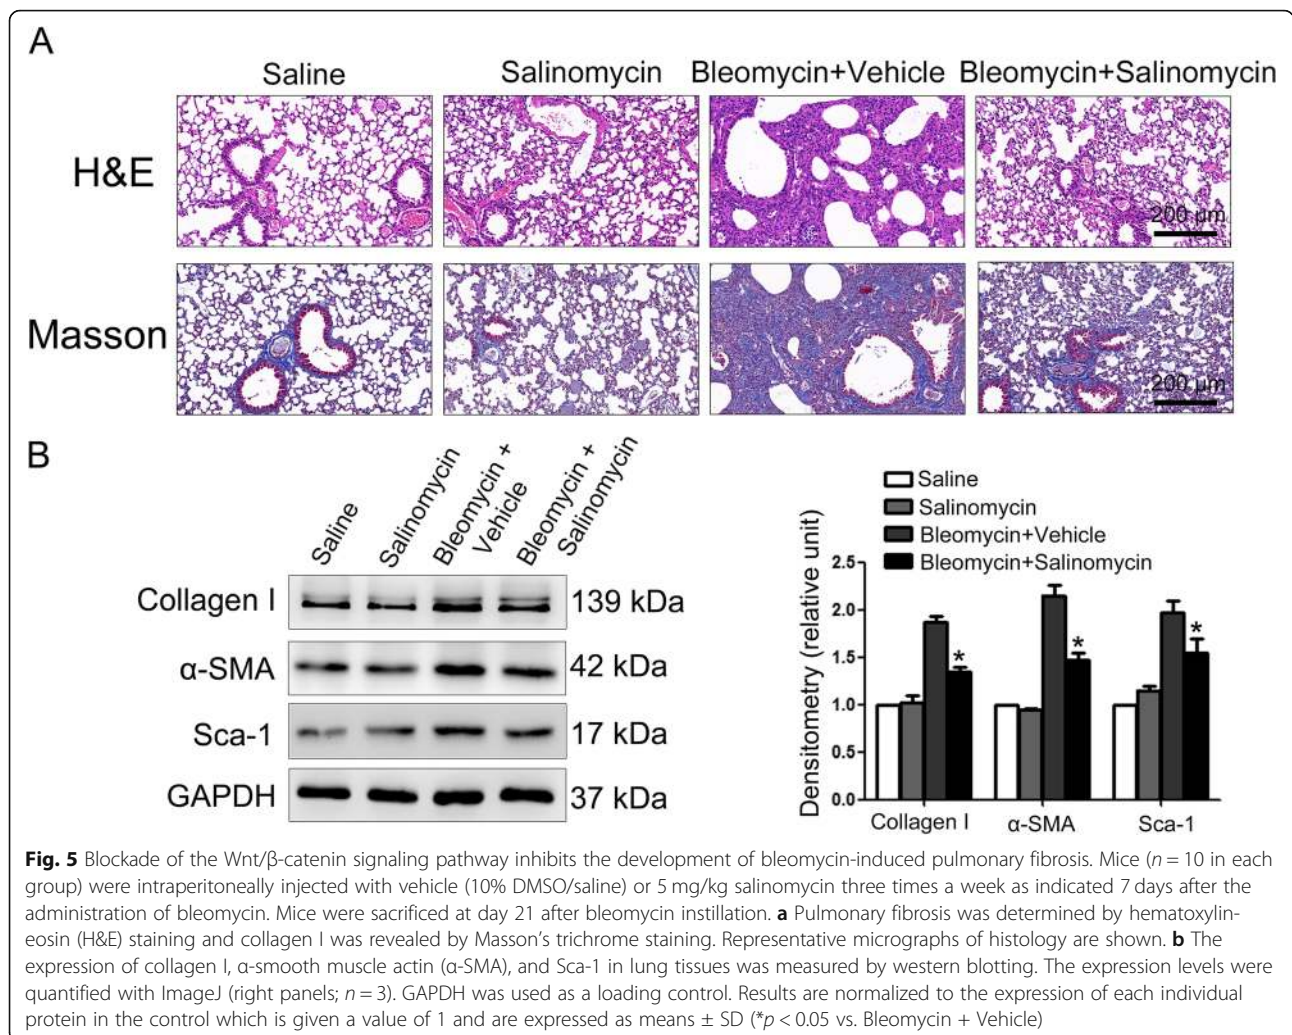 A
Saline Salinomycin Bleomycin+Vehicle Bleomycin+Salinomycin
H&E
200 μm
Masson
200 μm
B
Saline
Salinomycin
Bleomycin +
Vehicle
Bleomycin +
Salinomycin
Collagen I 139 kDa
α-SMA 42 kDa
Sca-1 17 kDa
GAPDH 37 kDa
Saline
Salinomycin
Bleomycin+Vehicle
Bleomycin+Salinomycin
Densitometry (relative unit)
2.5
2.0
1.5
1.0
0.5
0.0
* * *
Collagen I α-SMA Sca-1
Fig. 5 Blockade of the Wnt/β-catenin signaling pathway inhibits the development of bleomycin-induced pulmonary fibrosis. Mice (n = 10 in each
group) were intraperitoneally injected with vehicle (10% DMSO/saline) or 5 mg/kg salinomycin three times a week as indicated 7 days after the
administration of bleomycin. Mice were sacrificed at day 21 after bleomycin instillation. a Pulmonary fibrosis was determined by hematoxylin-
eosin (H&E) staining and collagen I was revealed by Masson's trichrome staining. Representative micrographs of histology are shown. b The
expression of collagen I, α-smooth muscle actin (α-SMA), and Sca-1 in lung tissues was measured by western blotting. The expression levels were
quantified with ImageJ (right panels; n = 3). GAPDH was used as a loading control. Results are normalized to the expression of each individual
protein in the control which is given a value of 1 and are expressed as means ± SD (*p < 0.05 vs. Bleomycin + Vehicle)